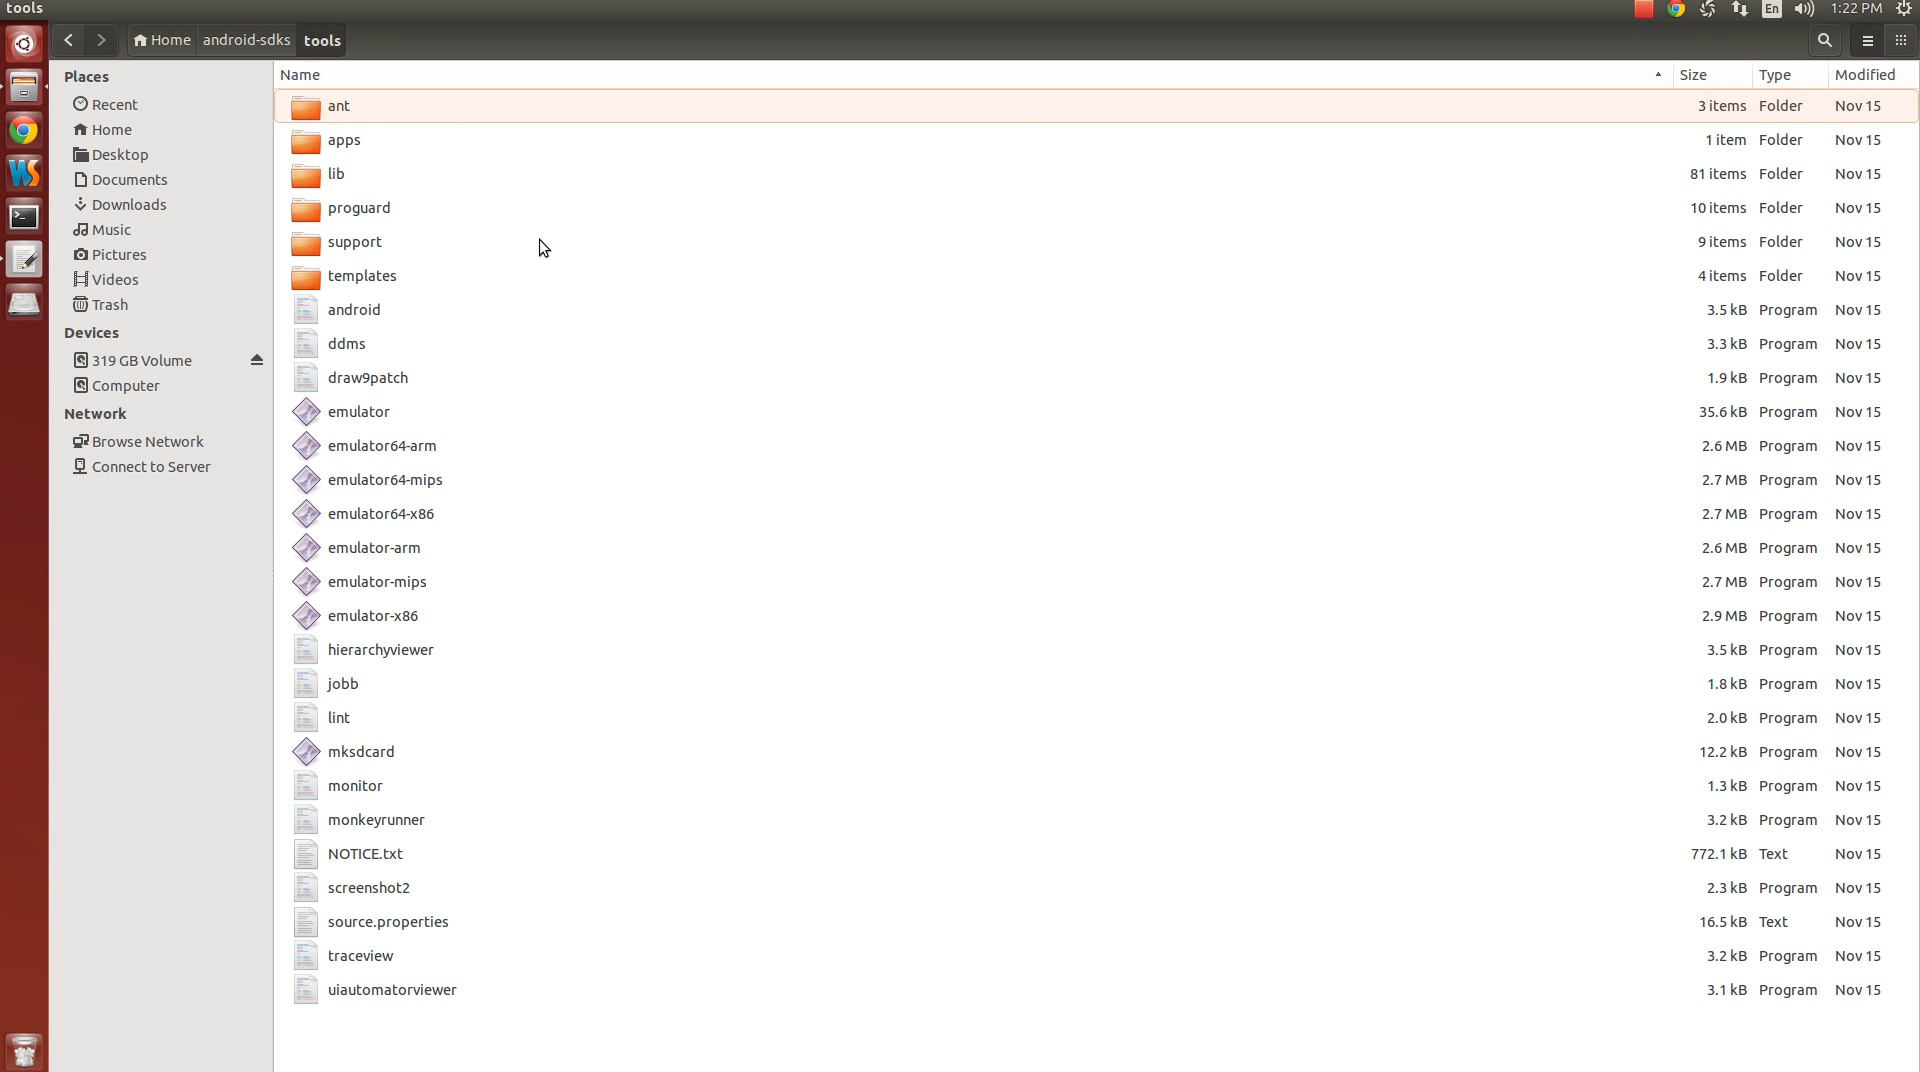 tools
En
1:22 PM
Home android-sdks tools
Places
Recent
Home
Desktop
Documents
Downloads
Music
Pictures
Videos
Trash
Devices
319 GB Volume
Computer
Network
Browse Network
Connect to Server
Name Size Type Modified
ant 3 items Folder Nov 15
apps 1 item Folder Nov 15
lib 81 items Folder Nov 15
proguard 10 items Folder Nov 15
support 9 items Folder Nov 15
templates 4 items Folder Nov 15
android 3.5 kB Program Nov 15
ddms 3.3 kB Program Nov 15
draw9patch 1.9 kB Program Nov 15
emulator 35.6 kB Program Nov 15
emulator64-arm 2.6 MB Program Nov 15
emulator64-mips 2.7 MB Program Nov 15
emulator64-x86 2.7 MB Program Nov 15
emulator-arm 2.6 MB Program Nov 15
emulator-mips 2.7 MB Program Nov 15
emulator-x86 2.9 MB Program Nov 15
hierarchyviewer 3.5 kB Program Nov 15
jobb 1.8 kB Program Nov 15
lint 2.0 kB Program Nov 15
mksdcard 12.2 kB Program Nov 15
monitor 1.3 kB Program Nov 15
monkeyrunner 3.2 kB Program Nov 15
NOTICE.txt 772.1 kB Text Nov 15
screenshot2 2.3 kB Program Nov 15
source.properties 16.5 kB Text Nov 15
traceview 3.2 kB Program Nov 15
uiautomatorviewer 3.1 kB Program Nov 15
WS